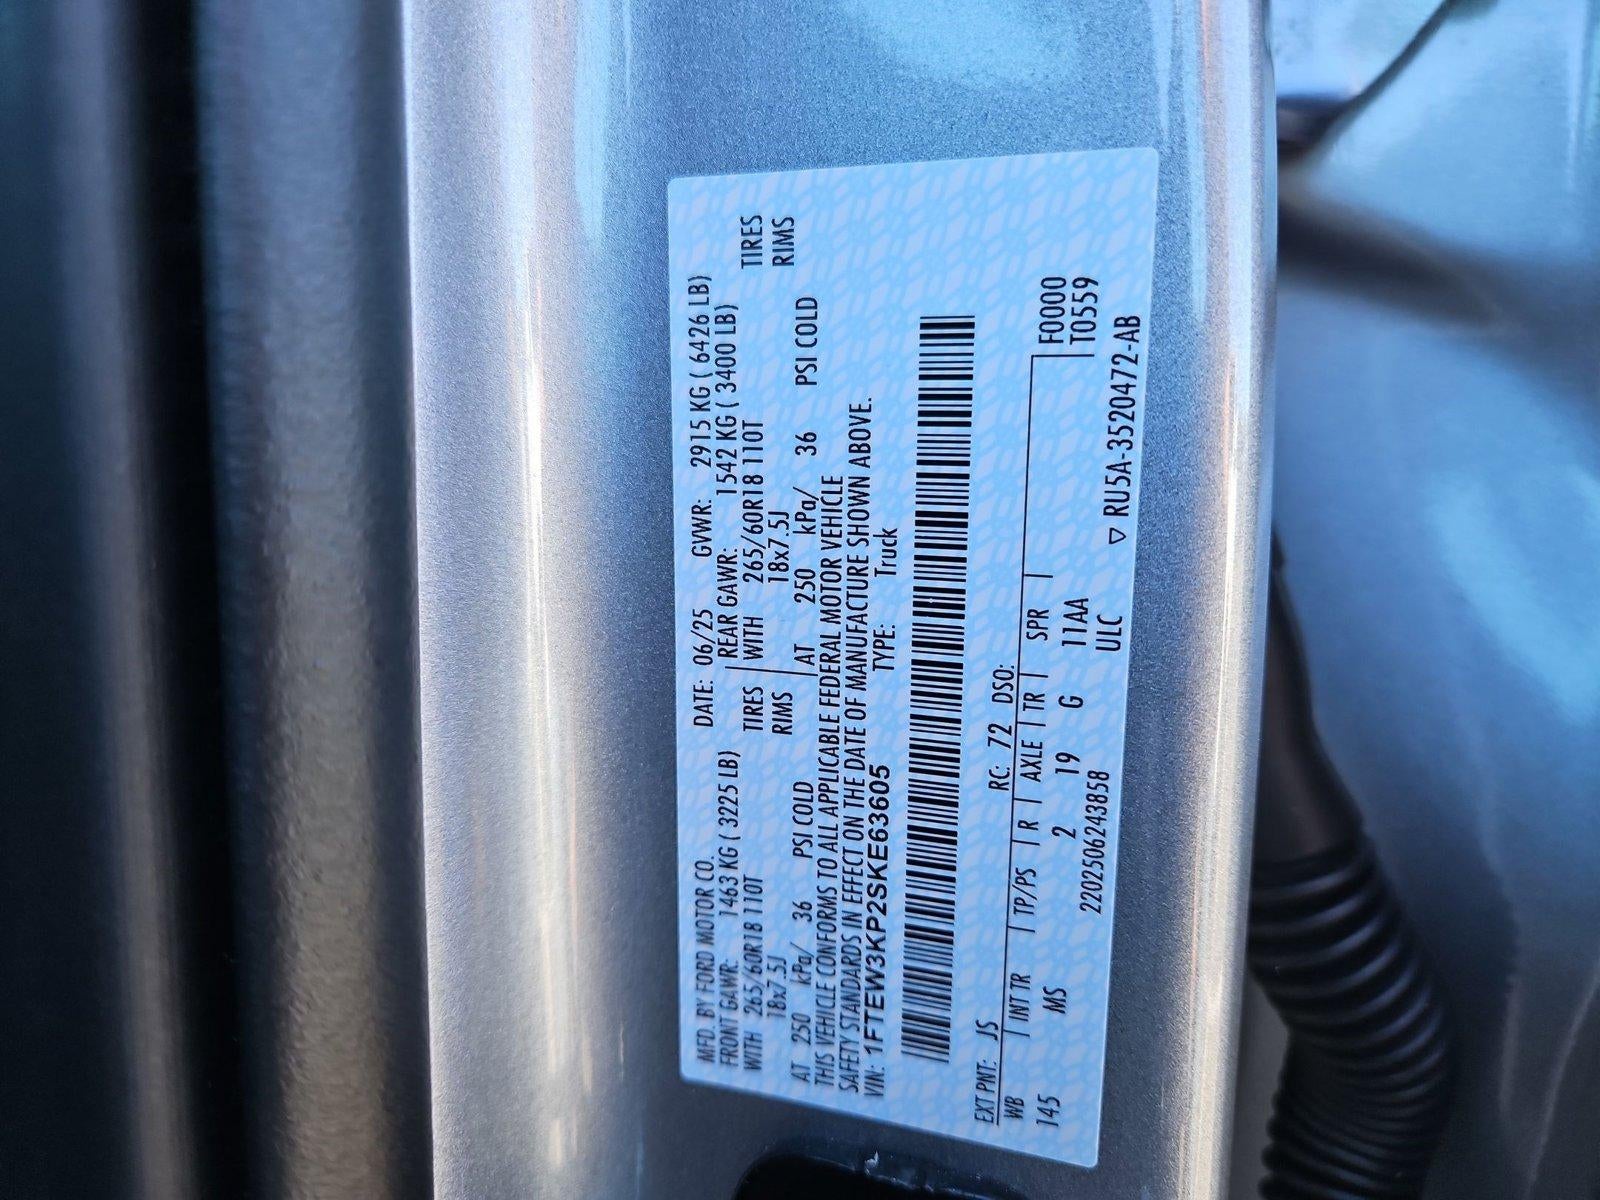 MFD. BY FORD MOTOR CO. DATE: 06/25 GVWR: 2915 KG ( 6426 LB)
FRONT GAWR: 1463 KG ( 3225 LB) REAR GAWR: 1542 KG ( 3400 LB)
WITH 265/60R18 110T TIRES WITH 265/60R18 110T TIRES
18x7.5J RIMS 18x7.5J RIMS
AT 250 kPa/ 36 PSI COLD AT 250 kPa/ 36 PSI COLD
THIS VEHICLE CONFORMS TO ALL APPLICABLE FEDERAL MOTOR VEHICLE
SAFETY STANDARDS IN EFFECT ON THE DATE OF MANUFACTURE SHOWN ABOVE.
VIN: 1FTEW3KP2SKE63605 TYPE: Truck
EXT PNT: JS RC: 72 DSO:
WB INT TR TP/PS R AXLE TR SPR F0000
145 MS 2 19 G 11AA T0559
2202506243858 ULC ▽ RU5A-3520472-AB